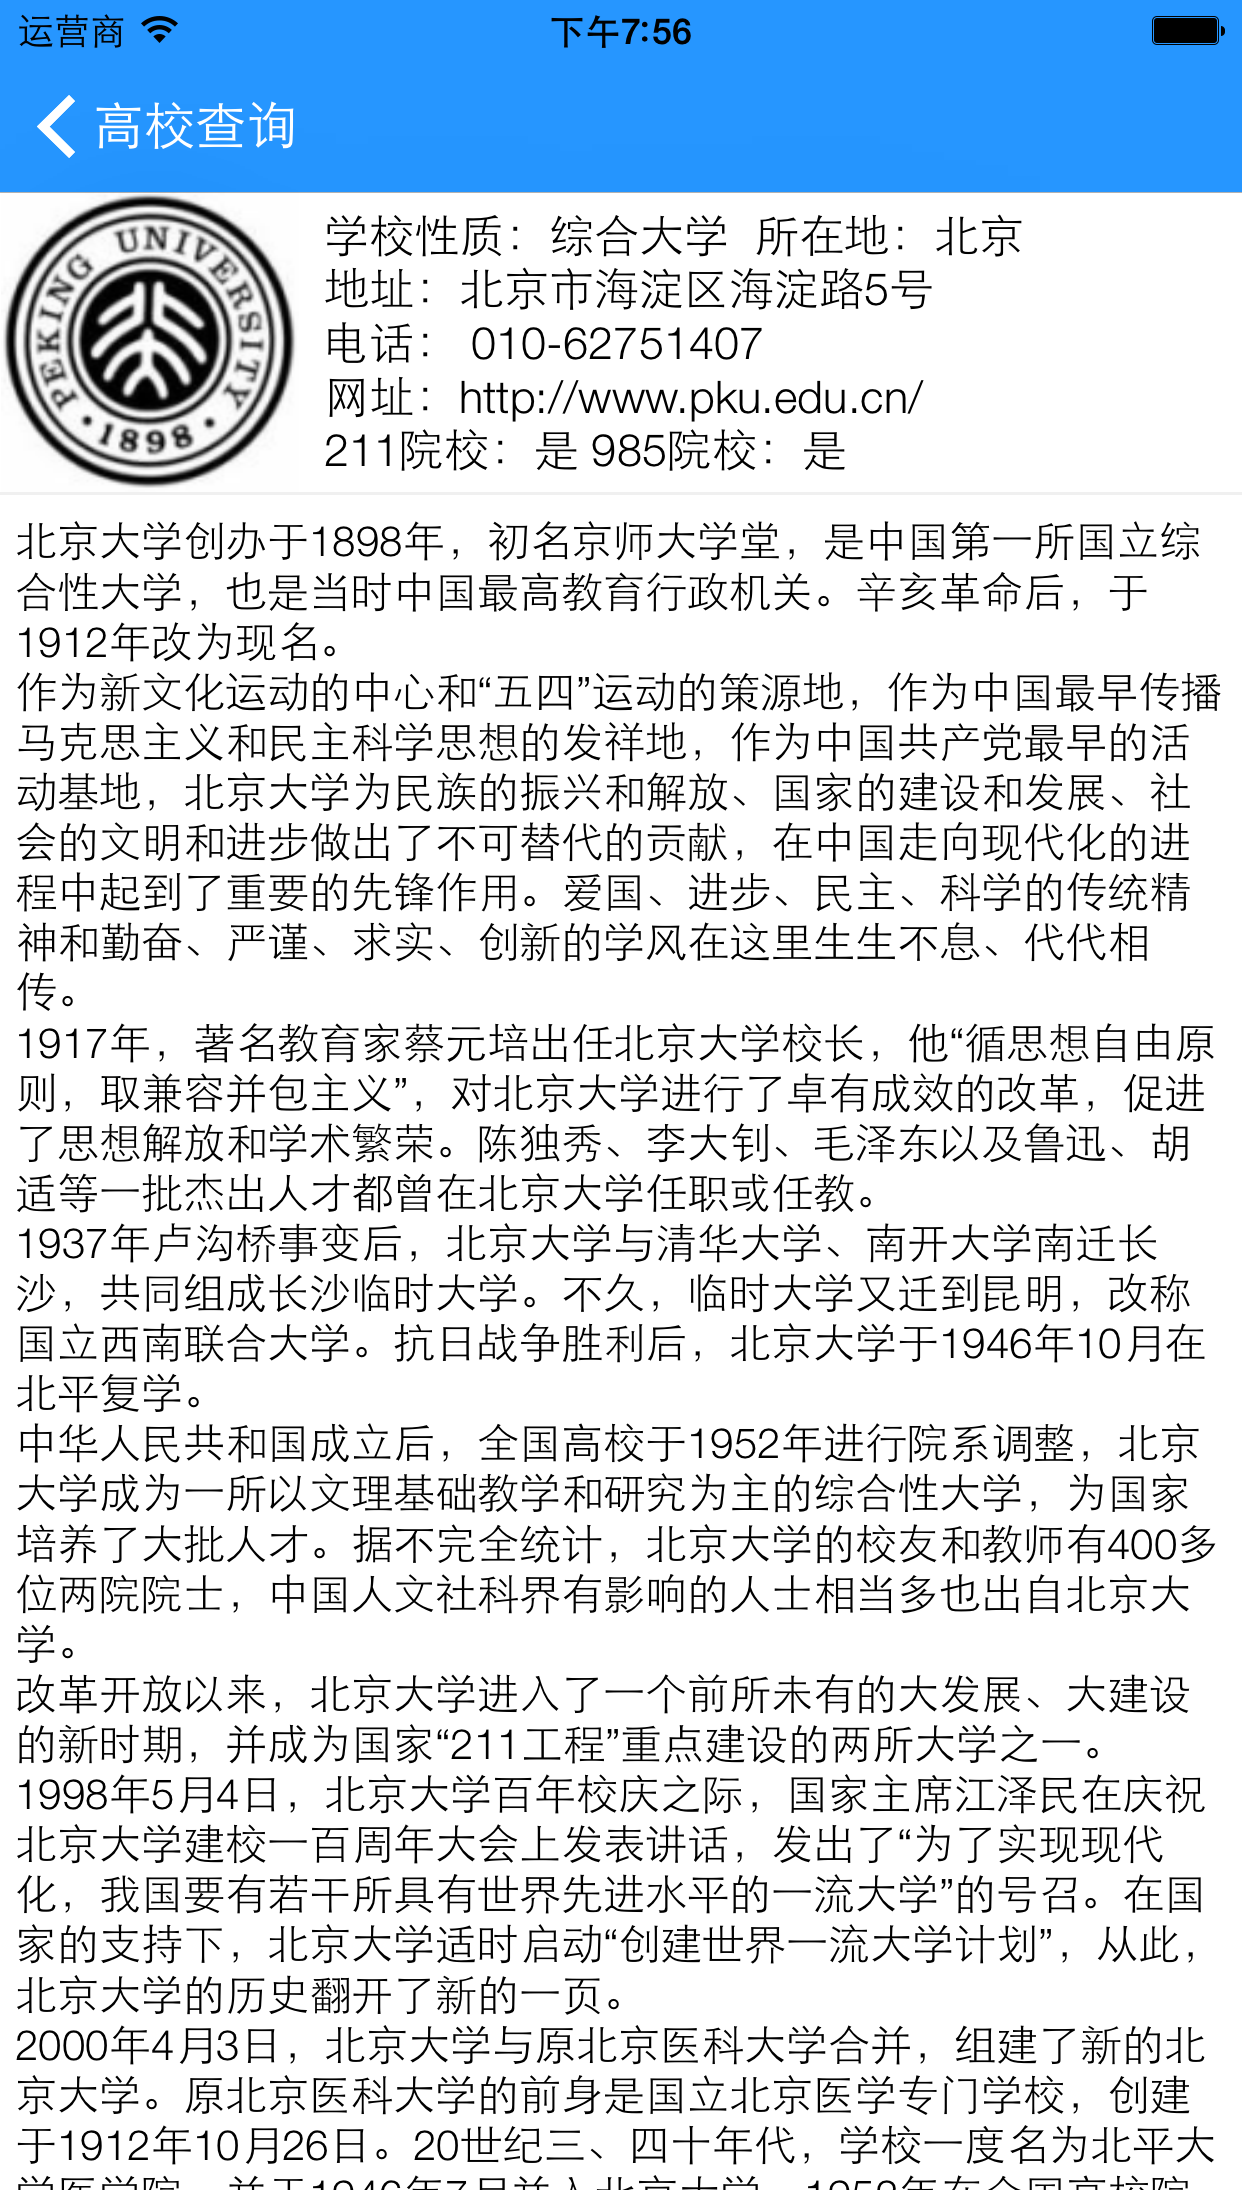 运营商
下午7:56
高校查询
PEKING UNIVERSITY
·1898·
学校性质：综合大学 所在地：北京
地址：北京市海淀区海淀路5号
电话： 010-62751407
网址：http://www.pku.edu.cn/
211院校：是 985院校：是
北京大学创办于1898年，初名京师大学堂，是中国第一所国立综
合性大学，也是当时中国最高教育行政机关。辛亥革命后，于
1912年改为现名。
作为新文化运动的中心和“五四”运动的策源地，作为中国最早传播
马克思主义和民主科学思想的发祥地，作为中国共产党最早的活
动基地，北京大学为民族的振兴和解放、国家的建设和发展、社
会的文明和进步做出了不可替代的贡献，在中国走向现代化的进
程中起到了重要的先锋作用。爱国、进步、民主、科学的传统精
神和勤奋、严谨、求实、创新的学风在这里生生不息、代代相
传。
1917年，著名教育家蔡元培出任北京大学校长，他“循思想自由原
则，取兼容并包主义”，对北京大学进行了卓有成效的改革，促进
了思想解放和学术繁荣。陈独秀、李大钊、毛泽东以及鲁迅、胡
适等一批杰出人才都曾在北京大学任职或任教。
1937年卢沟桥事变后，北京大学与清华大学、南开大学南迁长
沙，共同组成长沙临时大学。不久，临时大学又迁到昆明，改称
国立西南联合大学。抗日战争胜利后，北京大学于1946年10月在
北平复学。
中华人民共和国成立后，全国高校于1952年进行院系调整，北京
大学成为一所以文理基础教学和研究为主的综合性大学，为国家
培养了大批人才。据不完全统计，北京大学的校友和教师有400多
位两院院士，中国人文社科界有影响的人士相当多也出自北京大
学。
改革开放以来，北京大学进入了一个前所未有的大发展、大建设
的新时期，并成为国家“211工程”重点建设的两所大学之一。
1998年5月4日，北京大学百年校庆之际，国家主席江泽民在庆祝
北京大学建校一百周年大会上发表讲话，发出了“为了实现现代
化，我国要有若干所具有世界先进水平的一流大学”的号召。在国
家的支持下，北京大学适时启动“创建世界一流大学计划”，从此，
北京大学的历史翻开了新的一页。
2000年4月3日，北京大学与原北京医科大学合并，组建了新的北
京大学。原北京医科大学的前身是国立北京医学专门学校，创建
于1912年10月26日。20世纪三、四十年代，学校一度名为北平大
学医学院，并于1946年7月并入北京大学。1952年在全国高校院